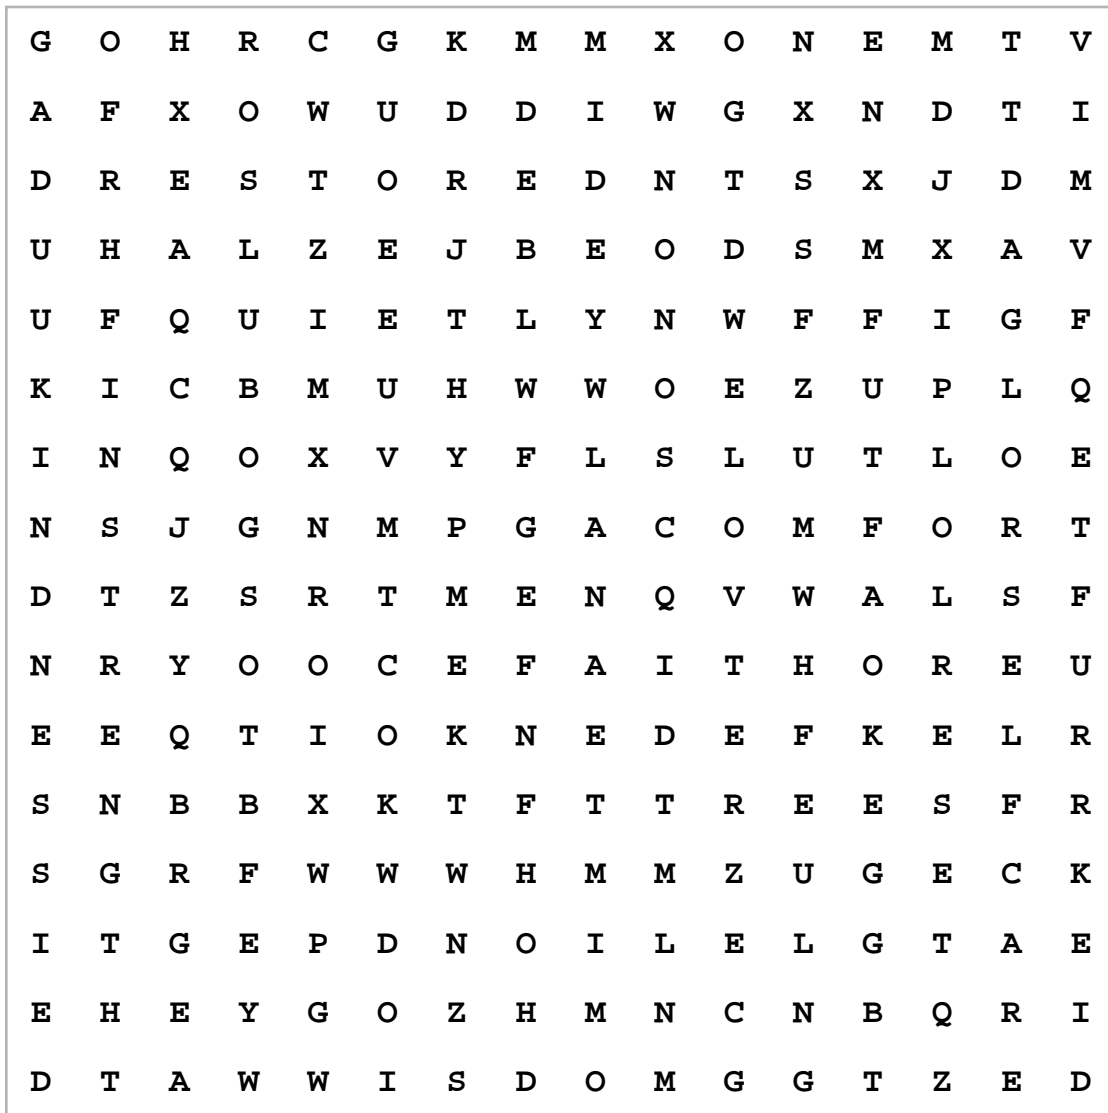 G O H R C G K M M X O N E M T V
A F X O W U D D I W G X N D T I
D R E S T O R E D N T S X J D M
U H A L Z E J B E O D S M X A V
U F Q U I E T L Y N W F F I G F
K I C B M U H W W O E Z U P L Q
I N Q O X V Y F L S L U T L O E
N S J G N M P G A C O M F O R T
D T Z S R T M E N Q V W A L S F
N R Y O O C E F A I T H O R E U
E E Q T I O K N E D E F K E L R
S N B B X K T F T T R E E S F R
S G R F W W W H M M Z U G E C K
I T G E P D N O I L E L G T A E
E H E Y G O Z H M N C N B Q R I
D T A W W I S D O M G G T Z E D